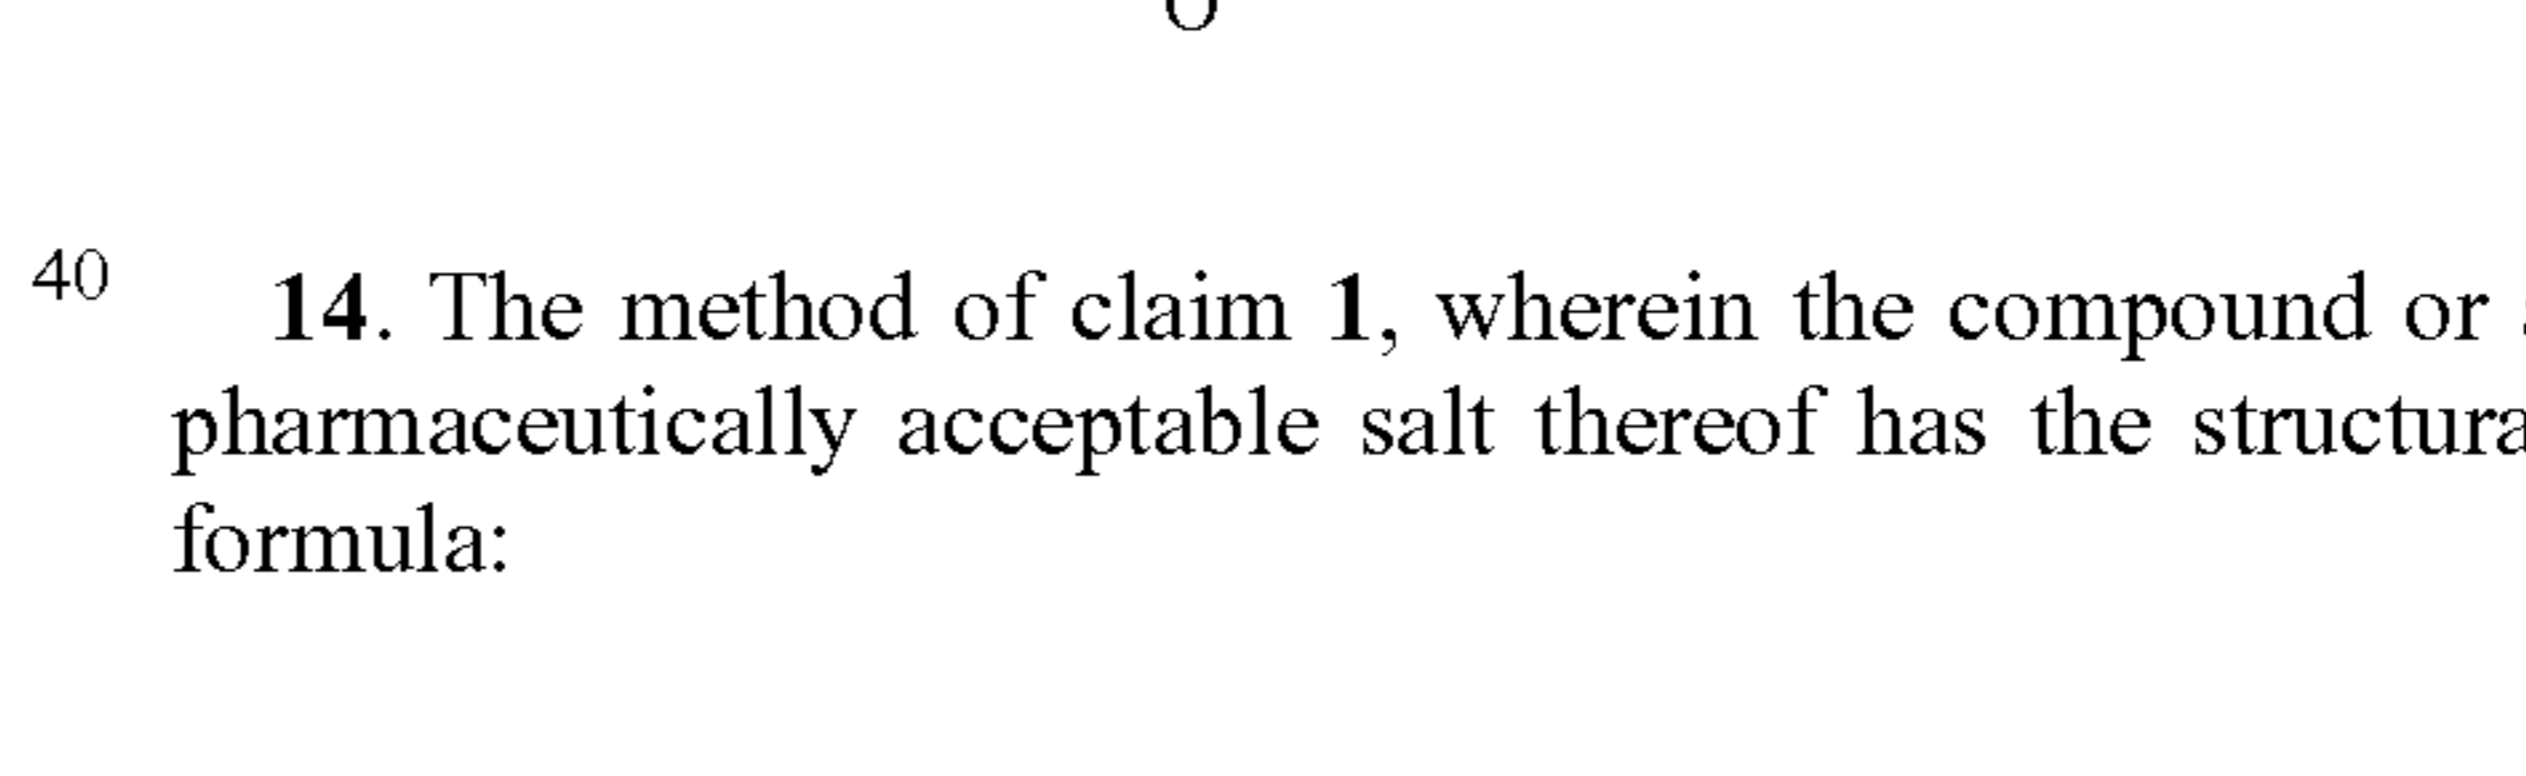 O
40
14. The method of claim 1, wherein the compound or
pharmaceutically acceptable salt thereof has the structura
formula: